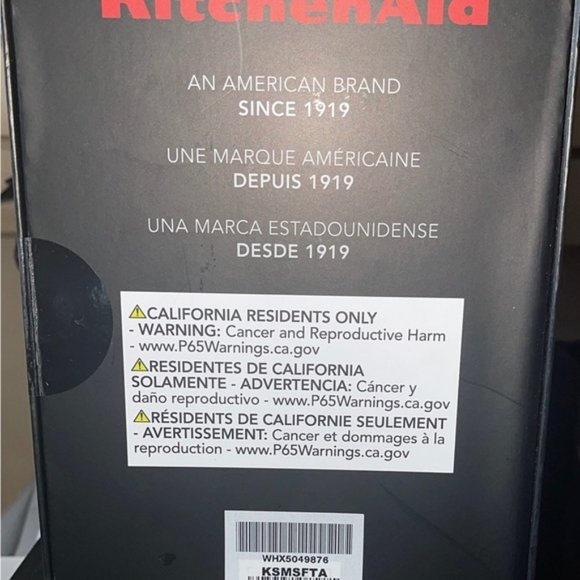 KitchenAid
AN AMERICAN BRAND
SINCE 1919
UNE MARQUE AMÉRICAINE
DEPUIS 1919
UNA MARCA ESTADOUNIDENSE
DESDE 1919
⚠CALIFORNIA RESIDENTS ONLY
- WARNING: Cancer and Reproductive Harm
- www.P65Warnings.ca.gov
⚠RESIDENTES DE CALIFORNIA
SOLAMENTE - ADVERTENCIA: Cáncer y
daño reproductivo - www.P65Warnings.ca.gov
⚠RÉSIDENTS DE CALIFORNIE SEULEMENT
- AVERTISSEMENT: Cancer et dommages à la
reproduction - www.P65Warnings.ca.gov
WHX5049876
KSMSFTA